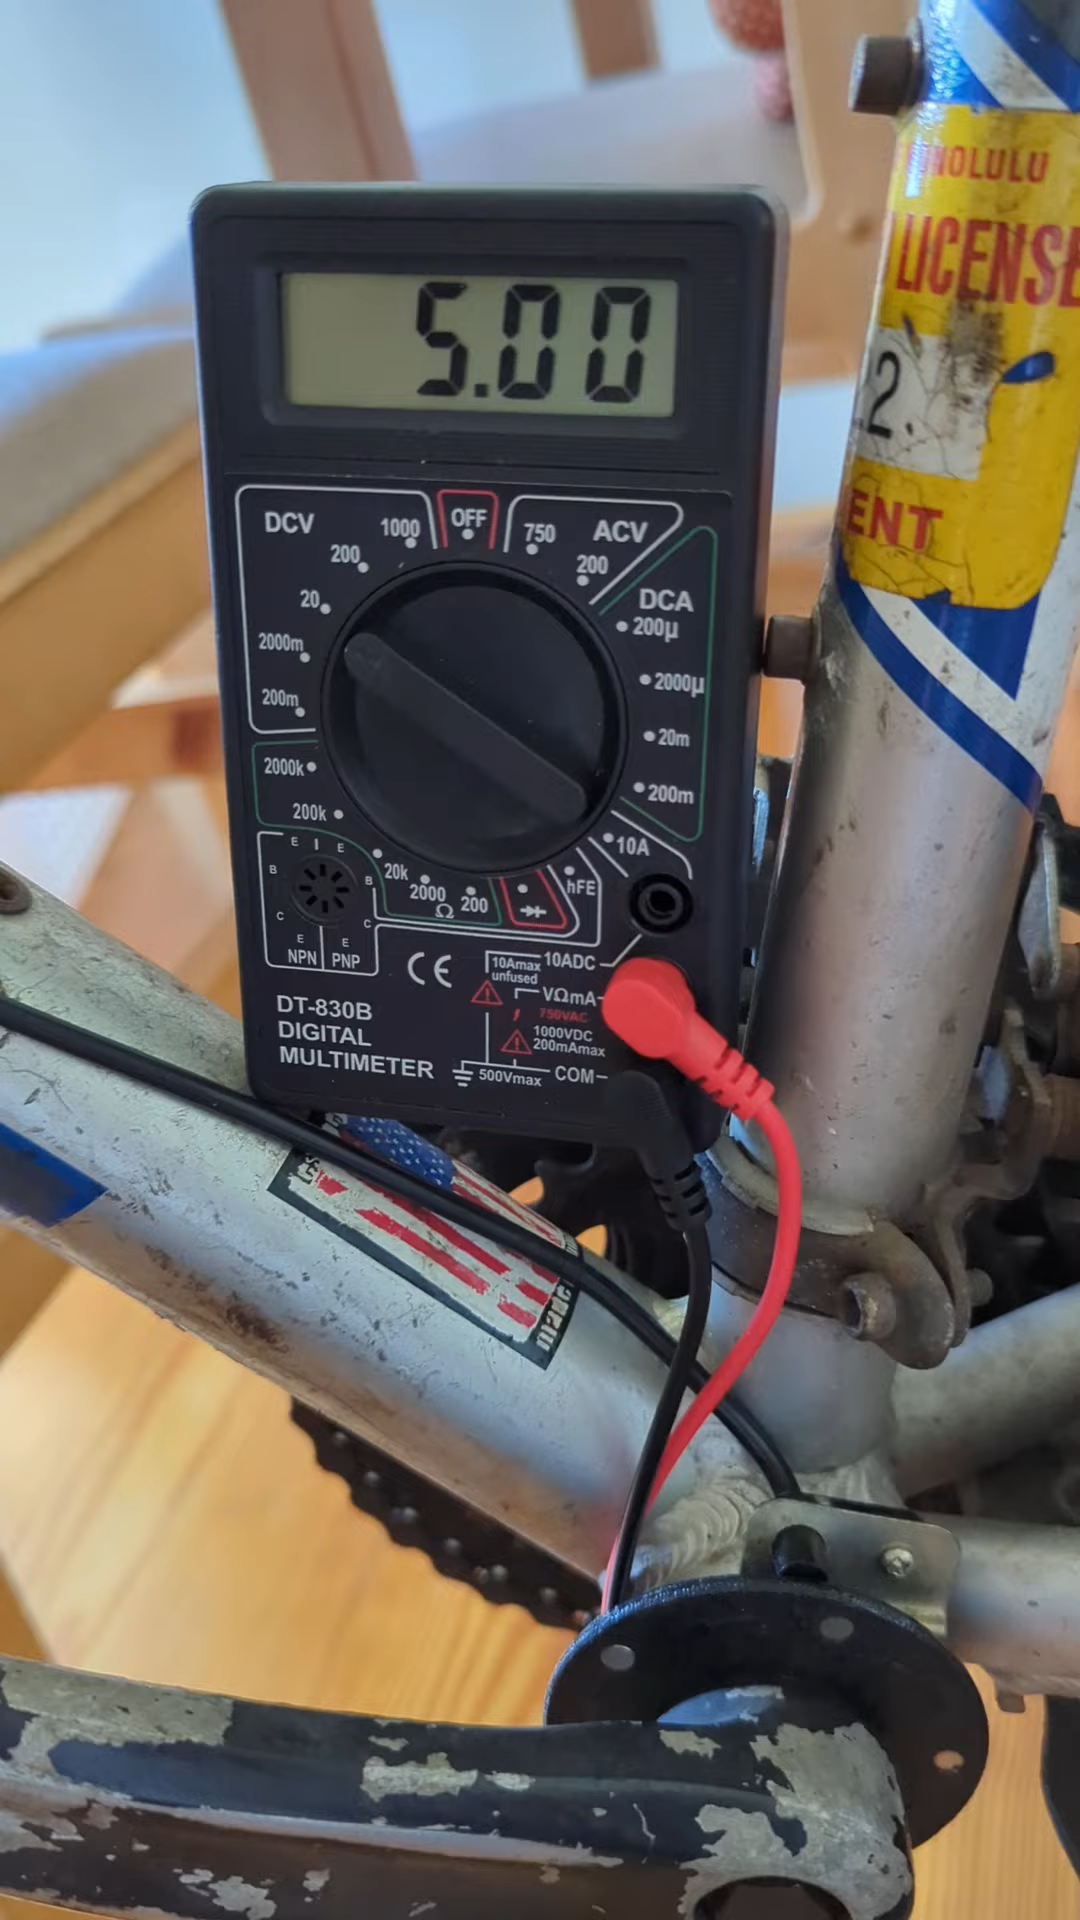 5.00
DCV
1000
OFF
750
ACV
200
200
20
2000m
200m
DCA
200µ
2000µ
20m
200m
2000k
200k
20k
2000
Ω
200
hFE
10A
E E
B B
C C
E E
NPN PNP
CE
10Amax
unfused
10ADC
VΩmA
750VAC
1000VDC
200mAmax
500Vmax
COM
DT-830B
DIGITAL
MULTIMETER
LICENSE
2.
made